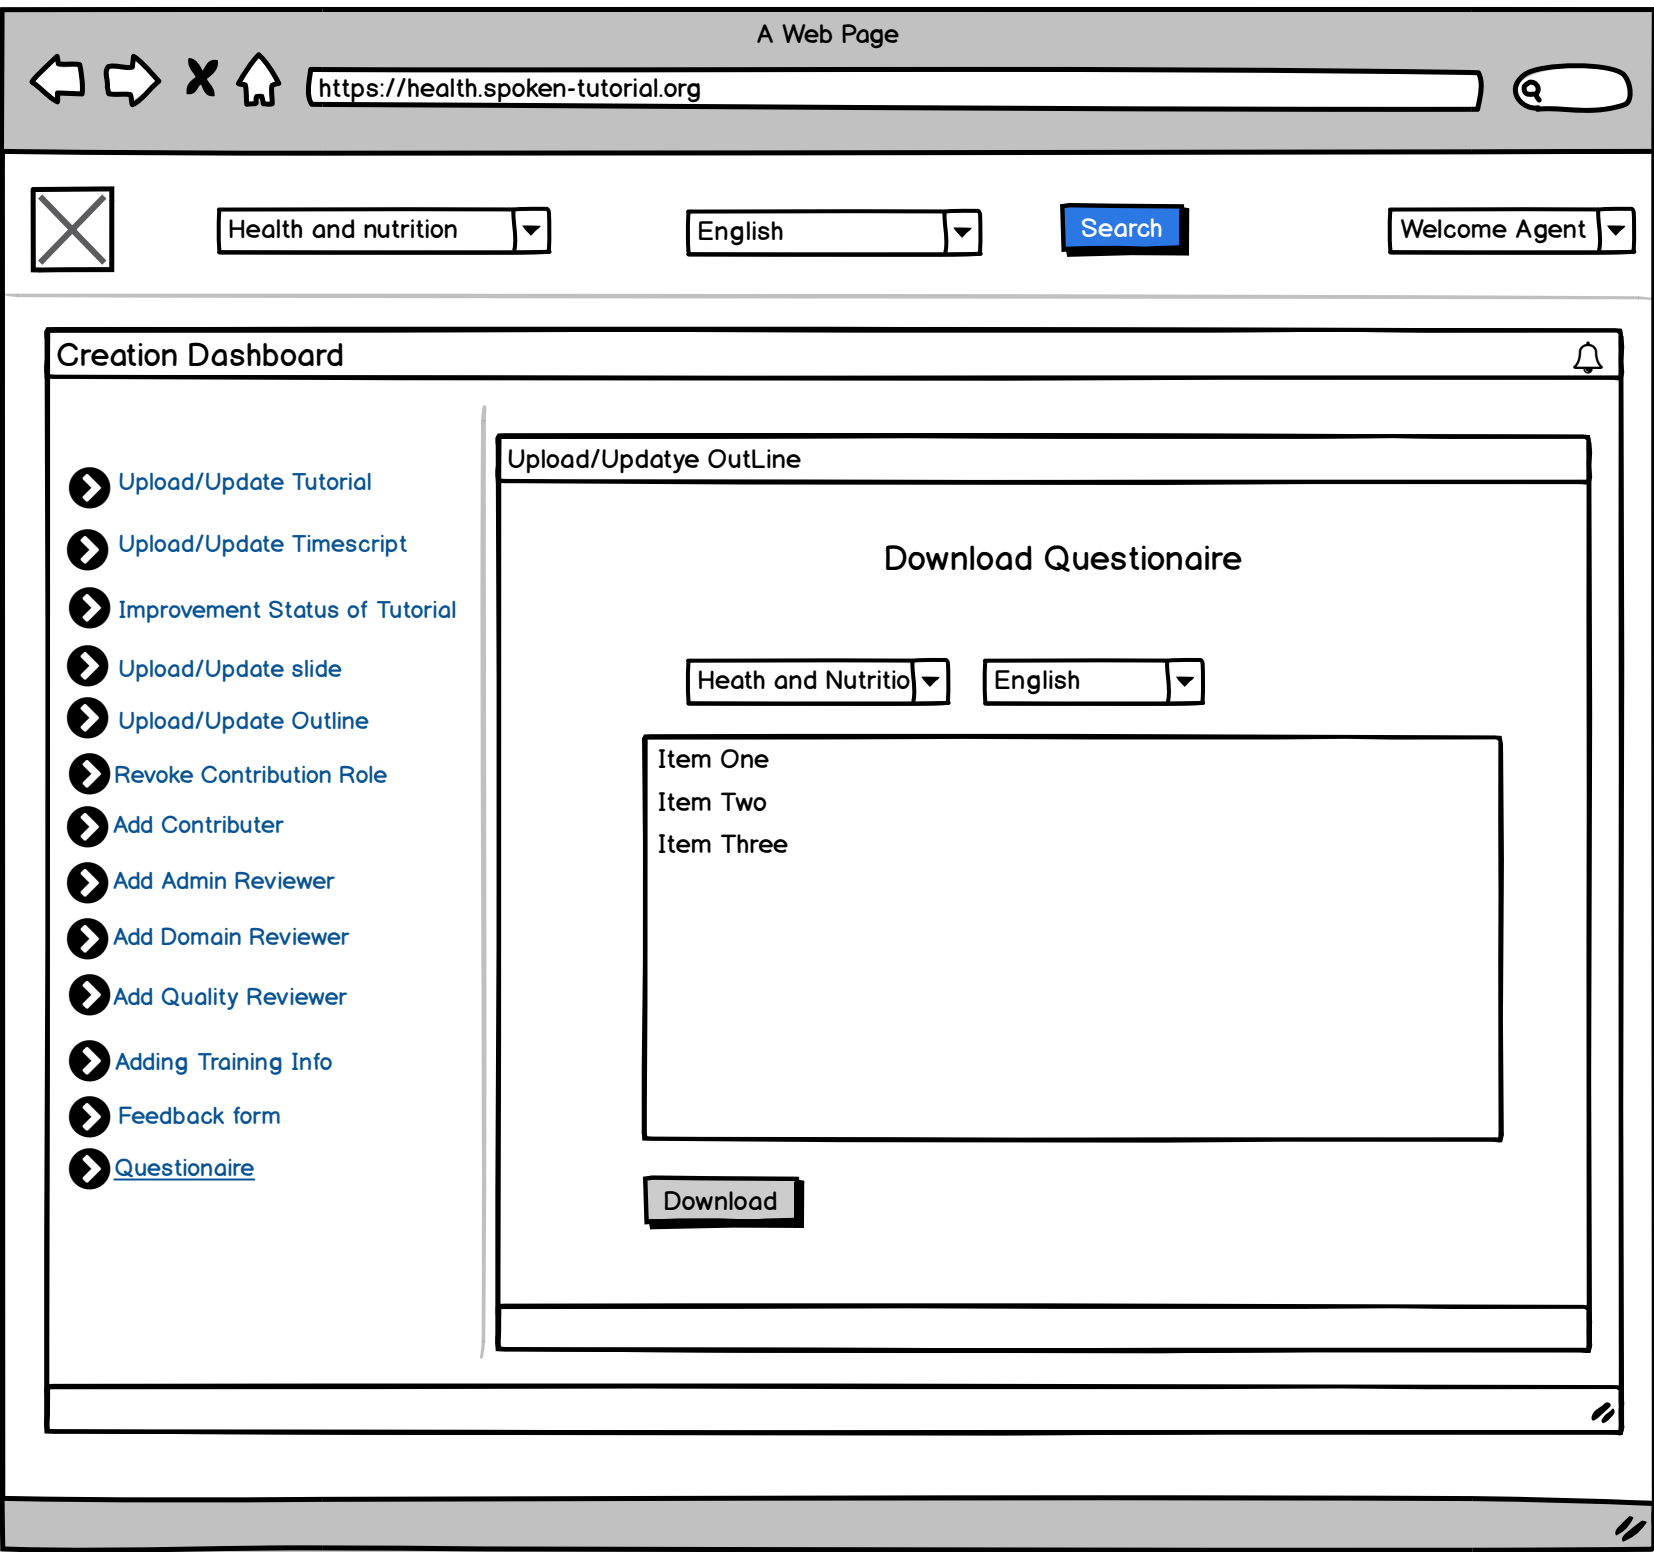 A Web Page
https://health.spoken-tutorial.org
Health and nutrition
English
Search
Welcome Agent
Creation Dashboard
Upload/Update Tutorial
Upload/Update Timescript
Improvement Status of Tutorial
Upload/Update slide
Upload/Update Outline
Revoke Contribution Role
Add Contributer
Add Admin Reviewer
Add Domain Reviewer
Add Quality Reviewer
Adding Training Info
Feedback form
Questionaire
Upload/Updatye OutLine
Download Questionaire
Heath and Nutritio
English
Item One
Item Two
Item Three
Download